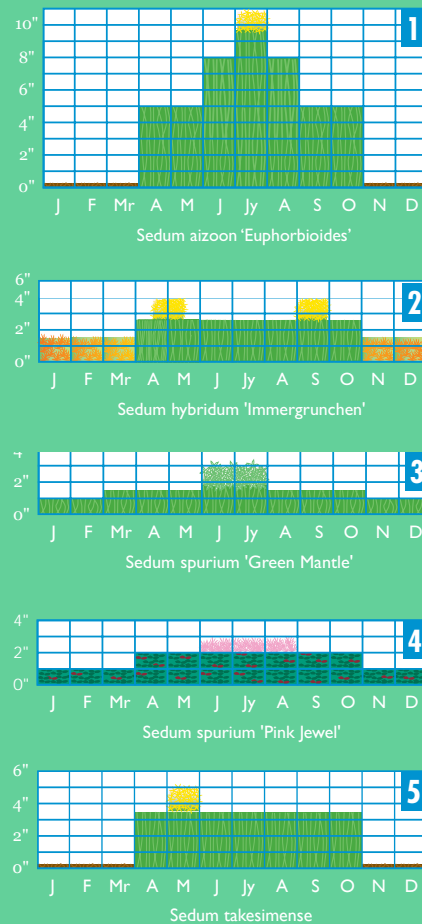 10"
1
8"
6"
4"
2"
0"
J F Mr A M J Jy A S O N D
Sedum aizoon ‘Euphorbioides’
6"
4"
2
2"
0"
J F Mr A M J Jy A S O N D
Sedum hybridum 'Immergrunchen'
4"
3
2"
0"
J F Mr A M J Jy A S O N D
Sedum spurium 'Green Mantle'
4"
4
2"
0"
J F Mr A M J Jy A S O N D
Sedum spurium 'Pink Jewel'
6"
5
4"
2"
0"
J F Mr A M J Jy A S O N D
Sedum takesimense